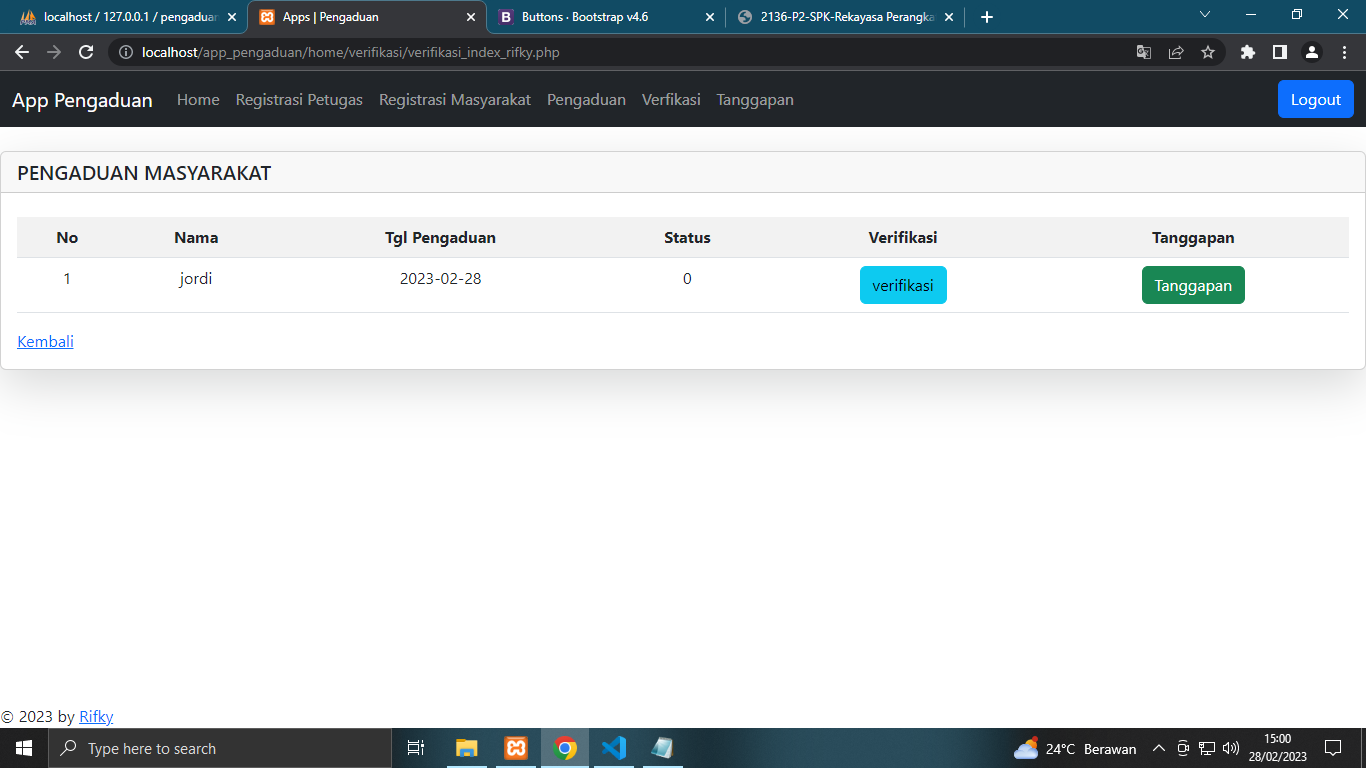 localhost / 127.0.0.1 / pengaduan
Apps | Pengaduan
Buttons · Bootstrap v4.6
2136-P2-SPK-Rekayasa Perangka
localhost/app_pengaduan/home/verifikasi/verifikasi_index_rifky.php
App Pengaduan Home Registrasi Petugas Registrasi Masyarakat Pengaduan Verfikasi Tanggapan Logout
PENGADUAN MASYARAKAT
No Nama Tgl Pengaduan Status Verifikasi Tanggapan
1 jordi 2023-02-28 0 verifikasi Tanggapan
Kembali
© 2023 by Rifky
Type here to search
24°C Berawan
15:00
28/02/2023